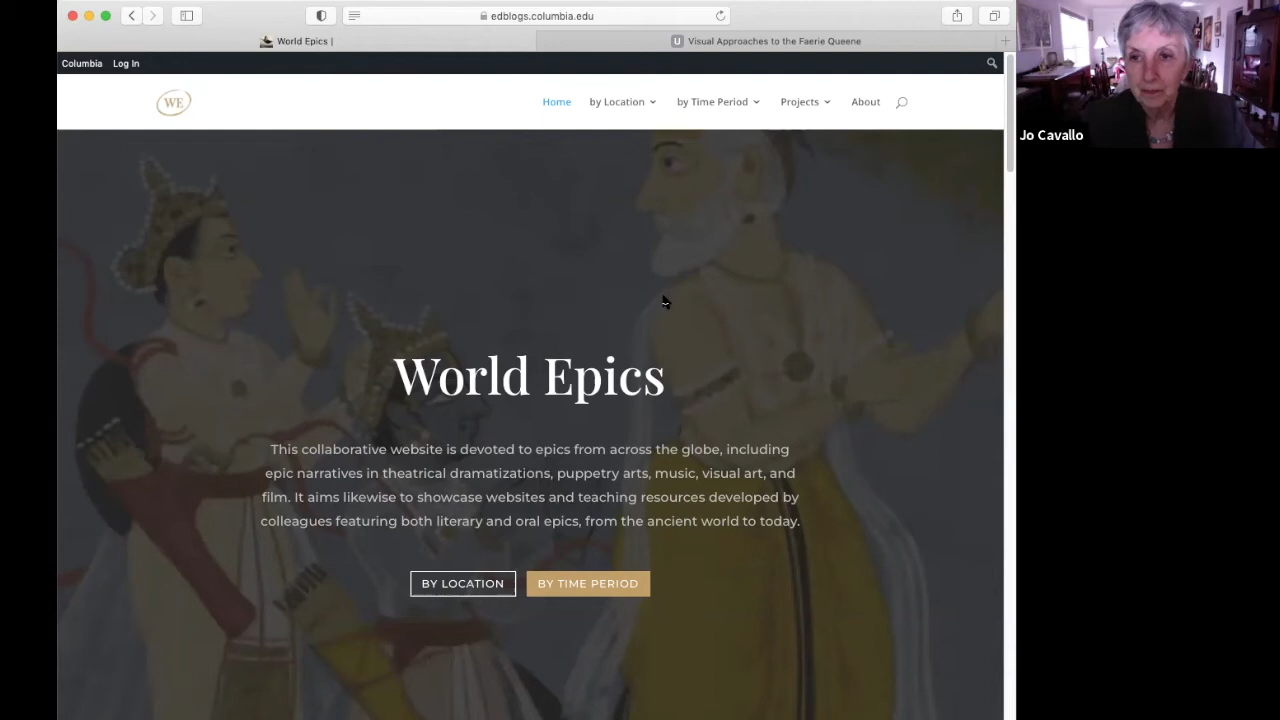 edblogs.columbia.edu
World Epics |
U Visual Approaches to the Faerie Queene
Columbia Log In
WE
Home by Location by Time Period Projects About
Jo Cavallo
World Epics
This collaborative website is devoted to epics from across the globe, including
epic narratives in theatrical dramatizations, puppetry arts, music, visual art, and
film. It aims likewise to showcase websites and teaching resources developed by
colleagues featuring both literary and oral epics, from the ancient world to today.
BY LOCATION BY TIME PERIOD